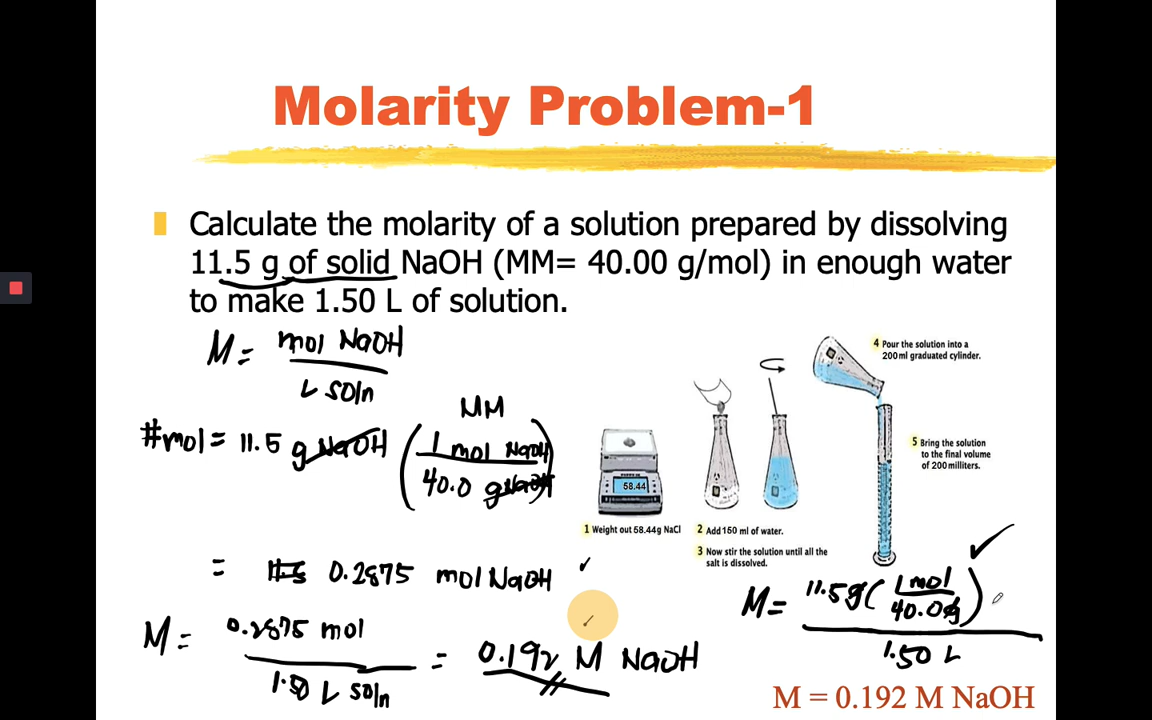 Molarity Problem-1
Calculate the molarity of a solution prepared by dissolving
11.5 g of solid NaOH (MM= 40.00 g/mol) in enough water
to make 1.50 L of solution.
M = mol NaOH
L soln
MM
#mol = 11.5 g NaOH ( 1 mol NaOH
40.0 g NaOH )
= 11.5 0.2875 mol NaOH ✓
M = 0.2875 mol
1.50 L soln
= 0.192 M NaOH
4 Pour the solution into a
200ml graduated cylinder.
5 Bring the solution
to the final volume
of 200 milliters.
58.44
1 Weight out 58.44g NaCl
2 Add 160 ml of water.
3 Now stir the solution until all the
salt is dissolved.
M = 11.5g ( 1 mol
40.0g ) ✓
1.50 L
M = 0.192 M NaOH